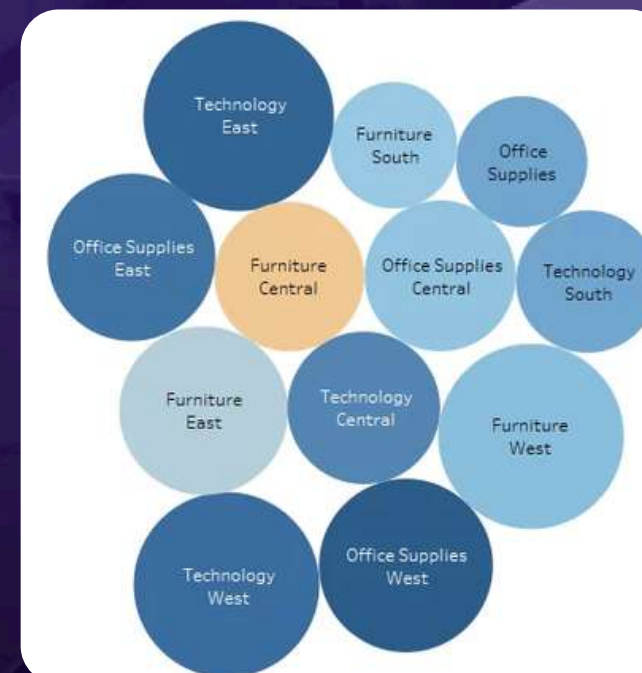 Technology
East
Furniture
South
Office
Supplies
Office Supplies
East
Furniture
Central
Office Supplies
Central
Technology
South
Furniture
East
Technology
Central
Furniture
West
Technology
West
Office Supplies
West